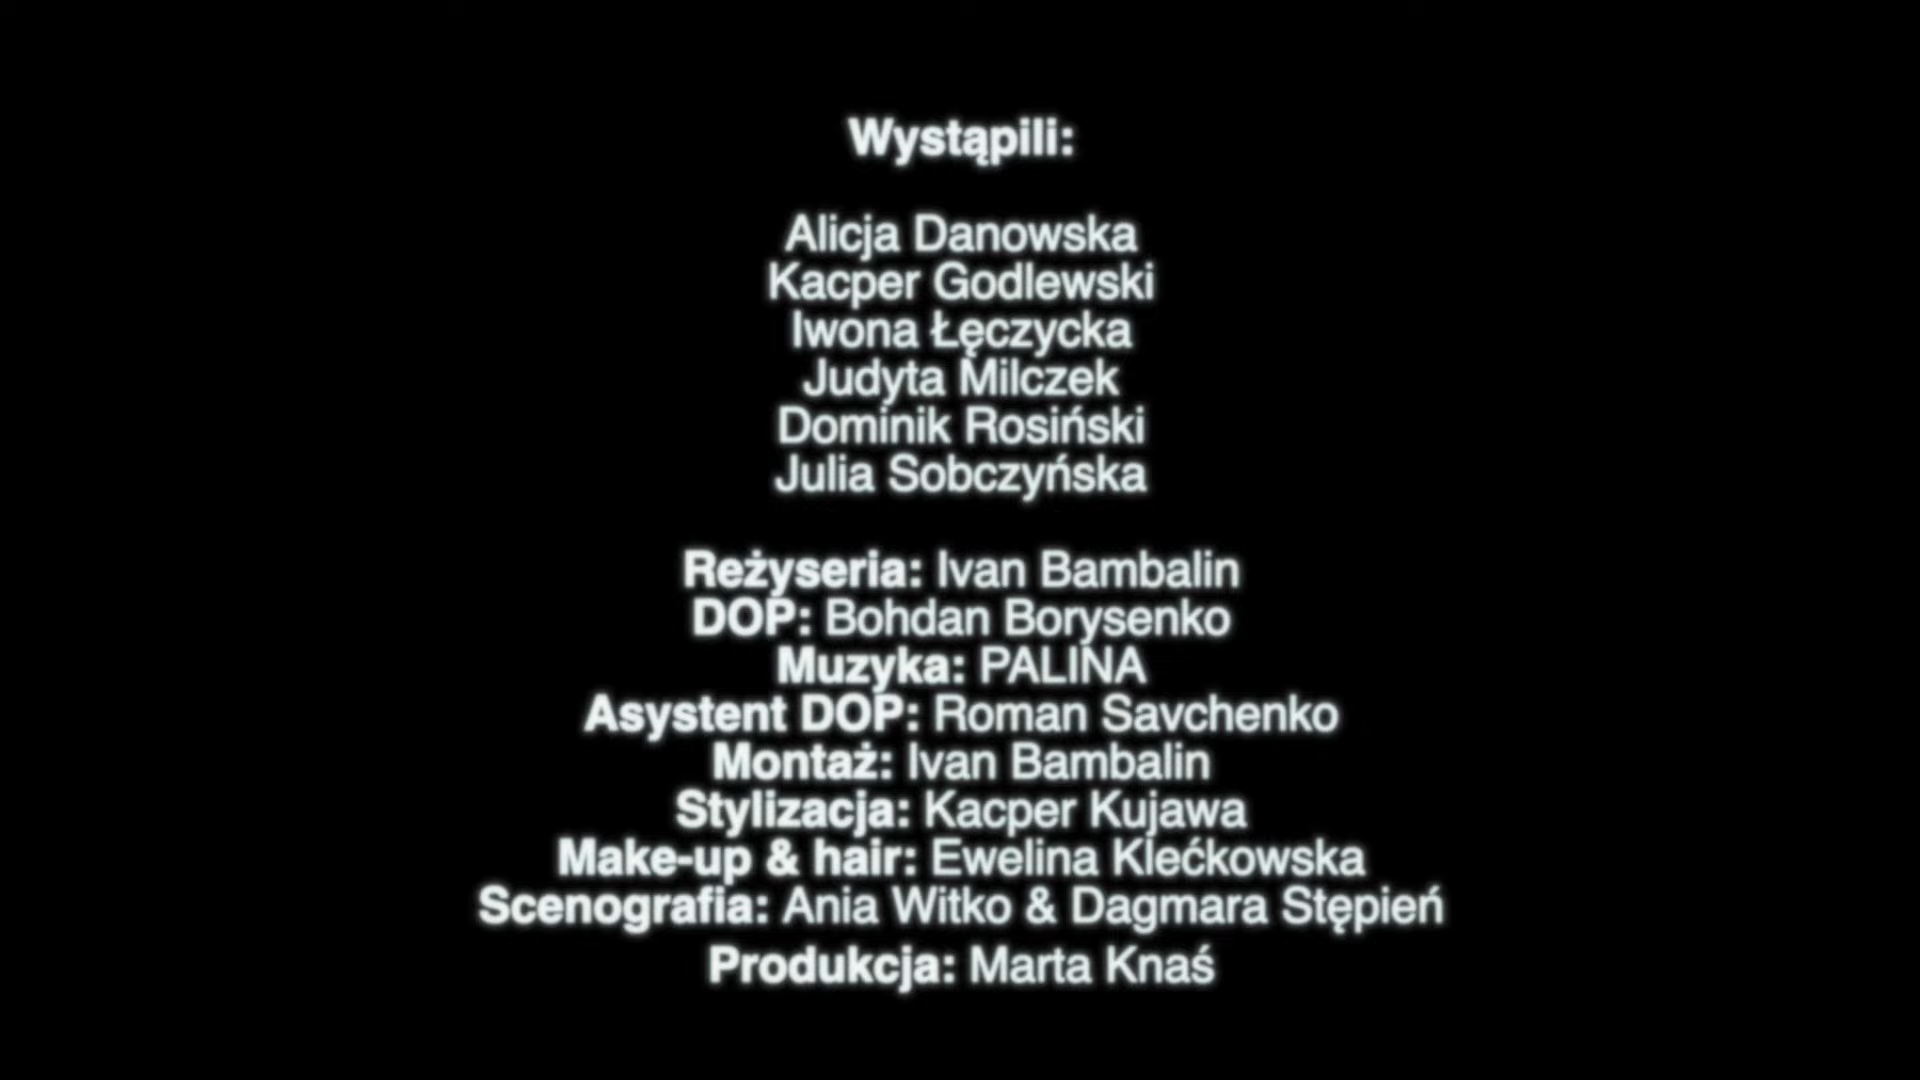 Wystąpili:
Alicja Danowska
Kacper Godlewski
Iwona Łęczycka
Judyta Milczek
Dominik Rosiński
Julia Sobczyńska
Reżyseria: Ivan Bambalin
DOP: Bohdan Borysenko
Muzyka: PALINA
Asystent DOP: Roman Savchenko
Montaż: Ivan Bambalin
Stylizacja: Kacper Kujawa
Make-up & hair: Ewelina Klećkowska
Scenografia: Ania Witko & Dagmara Stępień
Produkcja: Marta Knaś